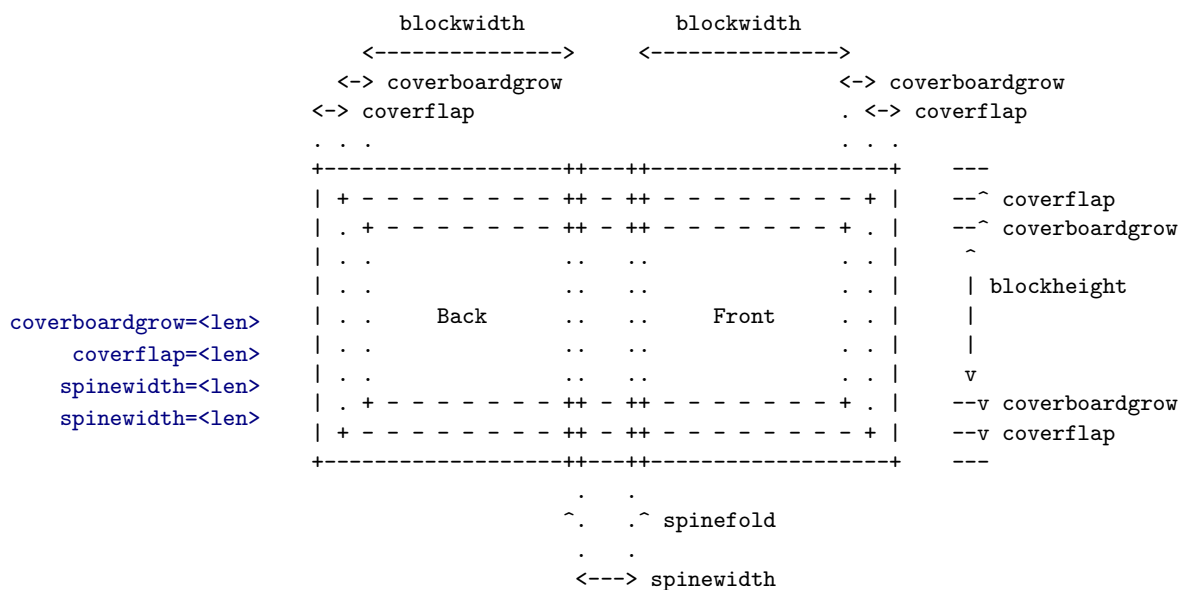 blockwidth blockwidth
<---------------> <--------------->
<-> coverboardgrow <-> coverboardgrow
<-> coverflap . <-> coverflap
. . . . . .
+-------------------++---++-------------------+ ---
| + - - - - - - - - ++ - ++ - - - - - - - - + | --^ coverflap
| . + - - - - - - - ++ - ++ - - - - - - - + . | --^ coverboardgrow
| . . .. .. . . | ^
| . . .. .. . . | | blockheight
coverboardgrow=<len> | . . Back .. .. Front . . | |
coverflap=<len> | . . .. .. . . | |
spinewidth=<len> | . . .. .. . . | v
spinewidth=<len> | . + - - - - - - - ++ - ++ - - - - - - - + . | --v coverboardgrow
| + - - - - - - - - ++ - ++ - - - - - - - - + | --v coverflap
+-------------------++---++-------------------+ ---
. .
^. .^ spinefold
. .
<---> spinewidth